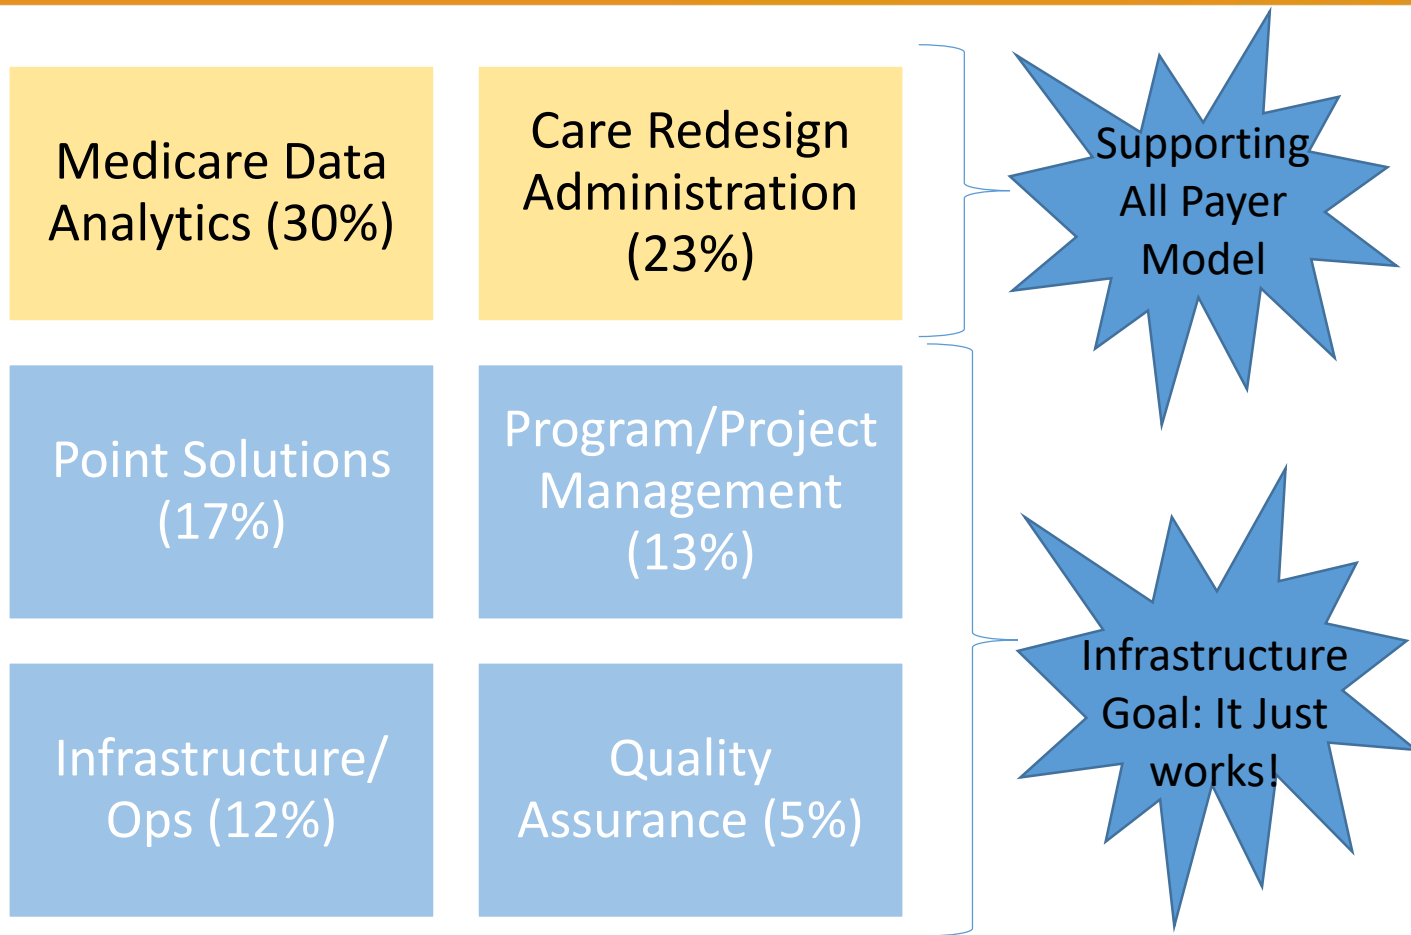 Medicare Data
Analytics (30%)
Care Redesign
Administration
(23%)
Supporting
All Payer
Model
Point Solutions
(17%)
Program/Project
Management
(13%)
Infrastructure/
Ops (12%)
Quality
Assurance (5%)
Infrastructure
Goal: It Just
works!